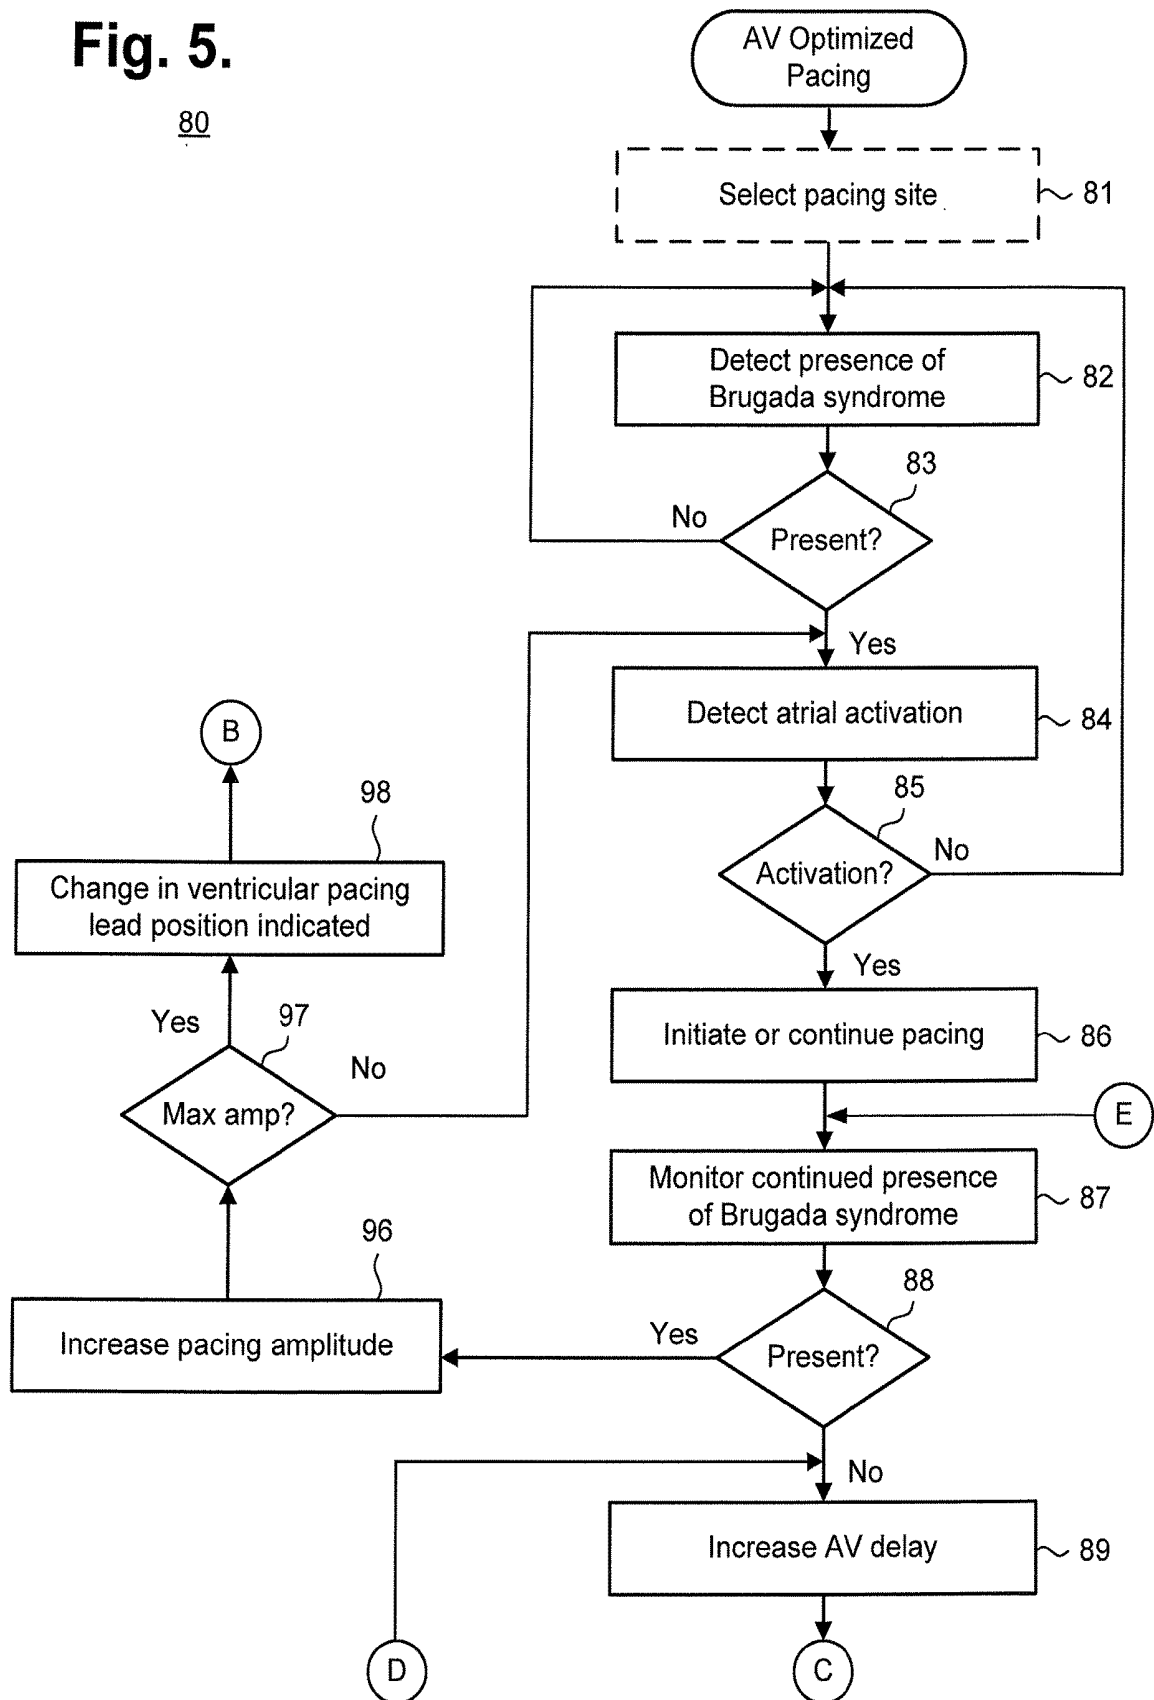 Fig. 5.
80
AV Optimized
Pacing
Select pacing site
81
Detect presence of
Brugada syndrome
82
83
No
Present?
Yes
Detect atrial activation
84
85
Activation?
No
Yes
Initiate or continue pacing
86
E
Monitor continued presence
of Brugada syndrome
87
88
Yes
Present?
No
Increase AV delay
89
C
D
96
Increase pacing amplitude
97
Max amp?
No
Yes
98
Change in ventricular pacing
lead position indicated
B